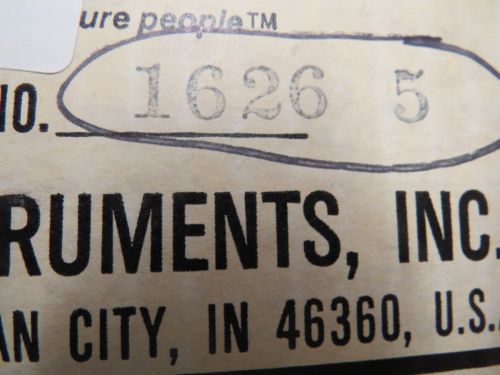 ure people™
NO. 1626 5
RUMENTS, INC.
AN CITY, IN 46360, U.S.A